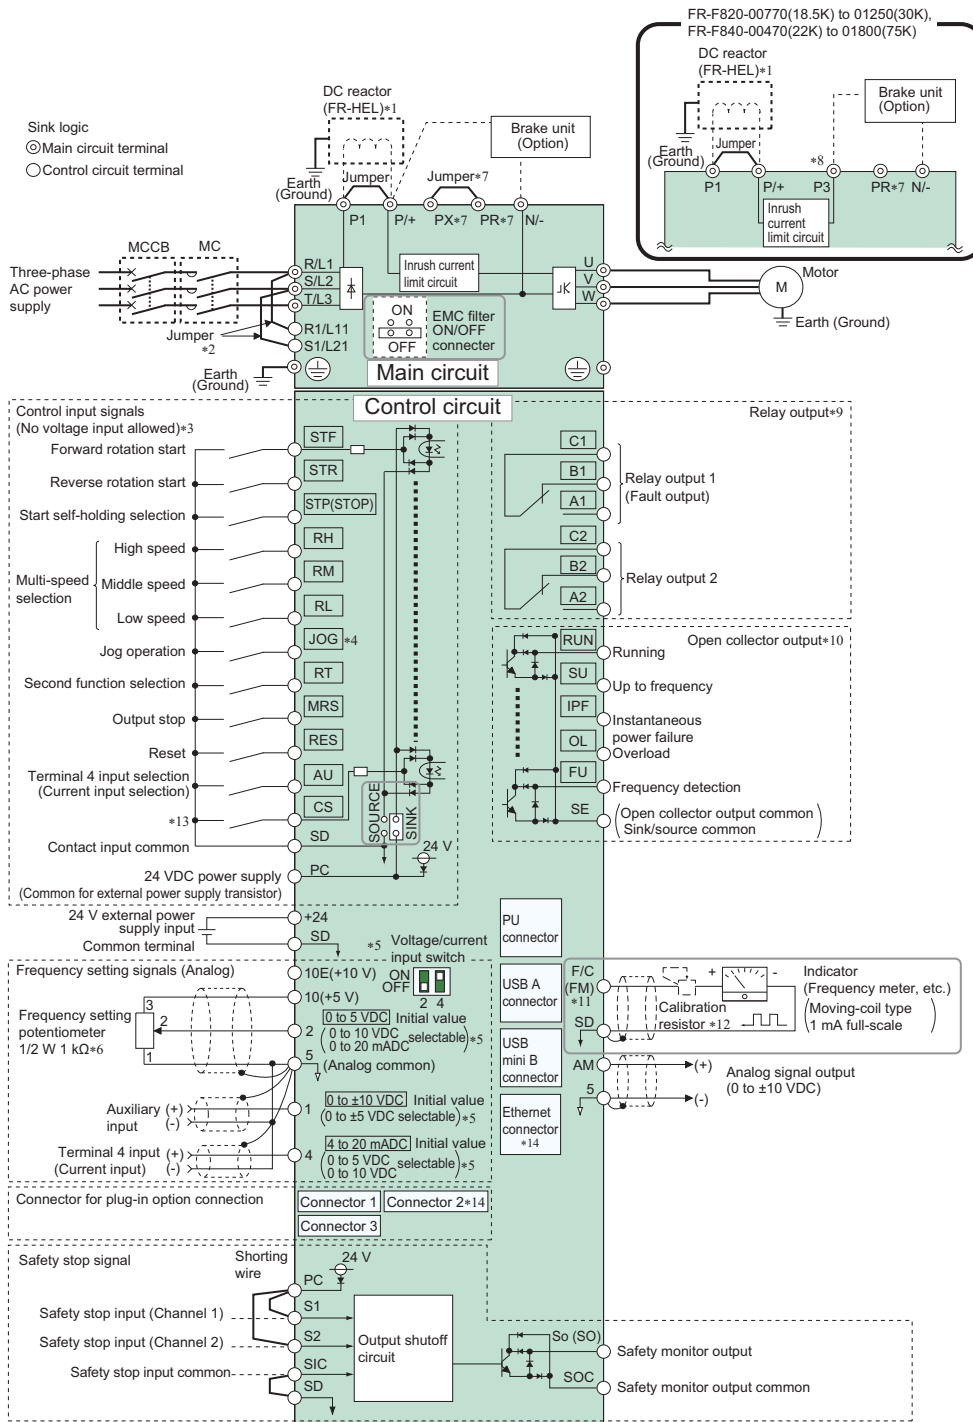 FR-F820-00770(18.5K) to 01250(30K),
FR-F840-00470(22K) to 01800(75K)
DC reactor
(FR-HEL)*1
Brake unit
(Option)
Earth
(Ground)
Jumper
*8
P1
P/+
P3
PR*7
N/-
Inrush
current
limit circuit
Sink logic
Main circuit terminal
Control circuit terminal
DC reactor
(FR-HEL)*1
Brake unit
(Option)
Earth
(Ground)
Jumper
Jumper*7
P1
P/+
PX*7
PR*7
N/-
MCCB
MC
Three-phase
AC power
supply
R/L1
S/L2
T/L3
R1/L11
S1/L21
Jumper
*2
Earth
(Ground)
Inrush current
limit circuit
ON
OFF
EMC filter
ON/OFF
connecter
U
V
W
Motor
M
Earth (Ground)
Main circuit
Control circuit
Control input signals
(No voltage input allowed)*3
Forward rotation start
STF
Reverse rotation start
STR
Start self-holding selection
STP(STOP)
Multi-speed
selection
High speed
RH
Middle speed
RM
Low speed
RL
Jog operation
JOG *4
Second function selection
RT
Output stop
MRS
Reset
RES
Terminal 4 input selection
(Current input selection)
AU
*13
CS
Contact input common
SD
SOURCE
SINK
24 V
24 VDC power supply
(Common for external power supply transistor)
PC
Relay output*9
C1
B1
A1
Relay output 1
(Fault output)
C2
B2
A2
Relay output 2
Open collector output*10
RUN
Running
SU
Up to frequency
IPF
Instantaneous
power failure
OL
Overload
FU
Frequency detection
SE
Open collector output common
Sink/source common
24 V external power
supply input
+24
Common terminal
SD
*5
Voltage/current
input switch
ON
OFF
2 4
Frequency setting signals (Analog)
10E(+10 V)
10(+5 V)
Frequency setting
potentiometer
1/2 W 1 kΩ*6
3
2
1
2
0 to 5 VDC Initial value
(0 to 10 VDC
0 to 20 mADC selectable)*5
5
(Analog common)
Auxiliary
input
(+)
(-)
1
0 to ±10 VDC Initial value
(0 to ±5 VDC selectable)*5
Terminal 4 input
(Current input)
(+)
(-)
4
4 to 20 mADC Initial value
(0 to 5 VDC
0 to 10 VDC selectable)*5
PU
connector
USB A
connector
USB
mini B
connector
Ethernet
connector
*14
F/C
(FM)
*11
SD
+
-
Calibration
resistor *12
Indicator
(Frequency meter, etc.)
(Moving-coil type
1 mA full-scale)
AM
(+)
5
(-)
Analog signal output
(0 to ±10 VDC)
Connector for plug-in option connection
Connector 1
Connector 2*14
Connector 3
Safety stop signal
Shorting
wire
24 V
PC
Safety stop input (Channel 1)
S1
Safety stop input (Channel 2)
S2
Safety stop input common
SIC
SD
Output shutoff
circuit
So (SO)
Safety monitor output
SOC
Safety monitor output common